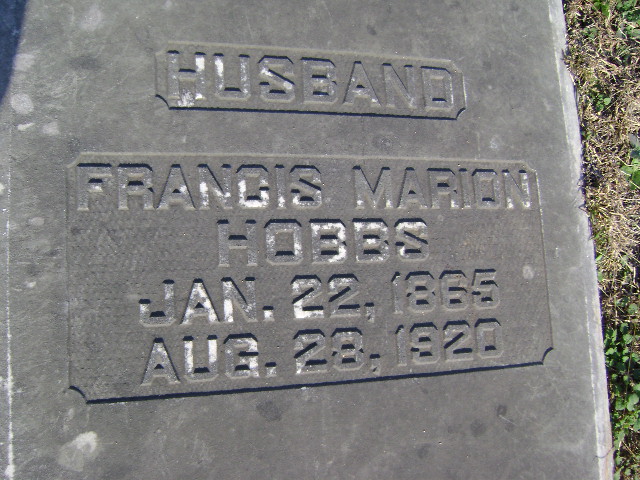 HUSBAND
FRANCIS MARION
HOBBS
JAN. 22, 1865
AUG. 28, 1920